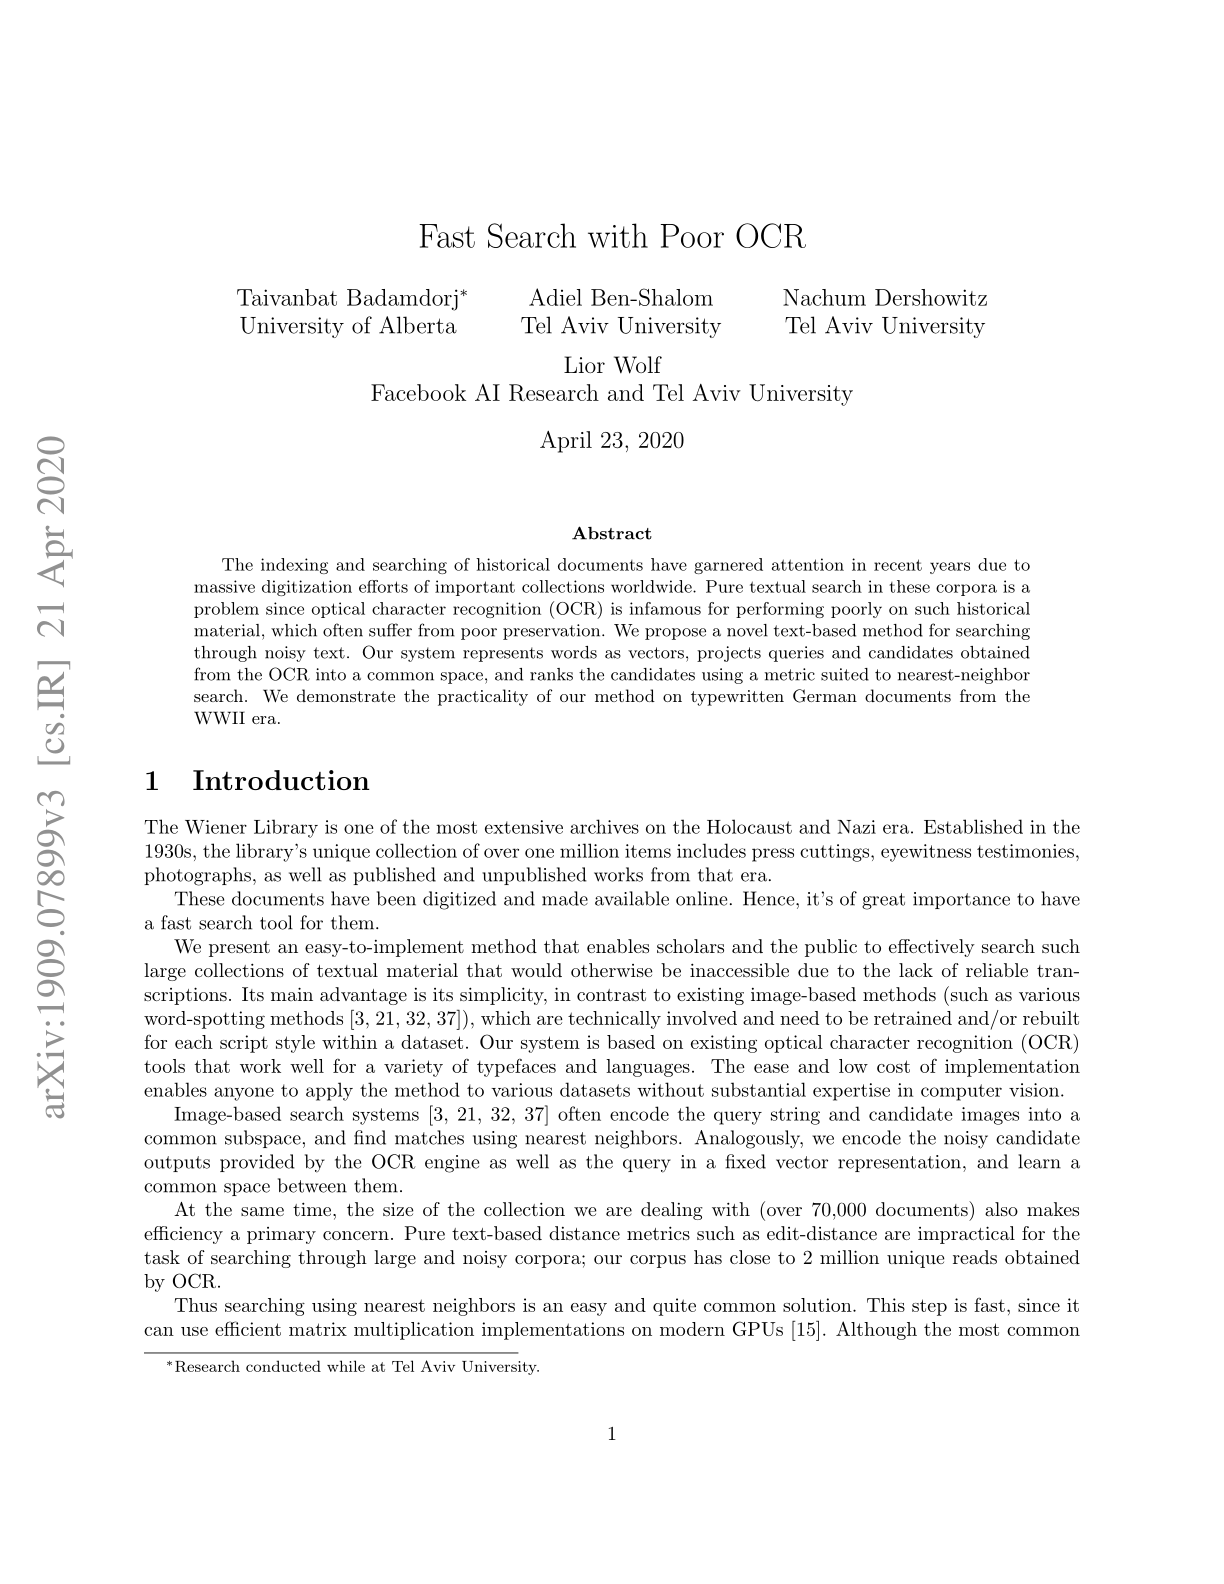 Fast Search with Poor OCR
Taivanbat Badamdorj*
University of Alberta
Adiel Ben-Shalom
Tel Aviv University
Nachum Dershowitz
Tel Aviv University
Lior Wolf
Facebook AI Research and Tel Aviv University
April 23, 2020
arXiv:1909.07899v3 [cs.IR] 21 Apr 2020
Abstract
The indexing and searching of historical documents have garnered attention in recent years due to
massive digitization efforts of important collections worldwide. Pure textual search in these corpora is a
problem since optical character recognition (OCR) is infamous for performing poorly on such historical
material, which often suffer from poor preservation. We propose a novel text-based method for searching
through noisy text. Our system represents words as vectors, projects queries and candidates obtained
from the OCR into a common space, and ranks the candidates using a metric suited to nearest-neighbor
search. We demonstrate the practicality of our method on typewritten German documents from the
WWII era.
1 Introduction
The Wiener Library is one of the most extensive archives on the Holocaust and Nazi era. Established in the
1930s, the library's unique collection of over one million items includes press cuttings, eyewitness testimonies,
photographs, as well as published and unpublished works from that era.
These documents have been digitized and made available online. Hence, it's of great importance to have
a fast search tool for them.
We present an easy-to-implement method that enables scholars and the public to effectively search such
large collections of textual material that would otherwise be inaccessible due to the lack of reliable tran-
scriptions. Its main advantage is its simplicity, in contrast to existing image-based methods (such as various
word-spotting methods [3, 21, 32, 37]), which are technically involved and need to be retrained and/or rebuilt
for each script style within a dataset. Our system is based on existing optical character recognition (OCR)
tools that work well for a variety of typefaces and languages. The ease and low cost of implementation
enables anyone to apply the method to various datasets without substantial expertise in computer vision.
Image-based search systems [3, 21, 32, 37] often encode the query string and candidate images into a
common subspace, and find matches using nearest neighbors. Analogously, we encode the noisy candidate
outputs provided by the OCR engine as well as the query in a fixed vector representation, and learn a
common space between them.
At the same time, the size of the collection we are dealing with (over 70,000 documents) also makes
efficiency a primary concern. Pure text-based distance metrics such as edit-distance are impractical for the
task of searching through large and noisy corpora; our corpus has close to 2 million unique reads obtained
by OCR.
Thus searching using nearest neighbors is an easy and quite common solution. This step is fast, since it
can use efficient matrix multiplication implementations on modern GPUs [15]. Although the most common
*Research conducted while at Tel Aviv University.
1